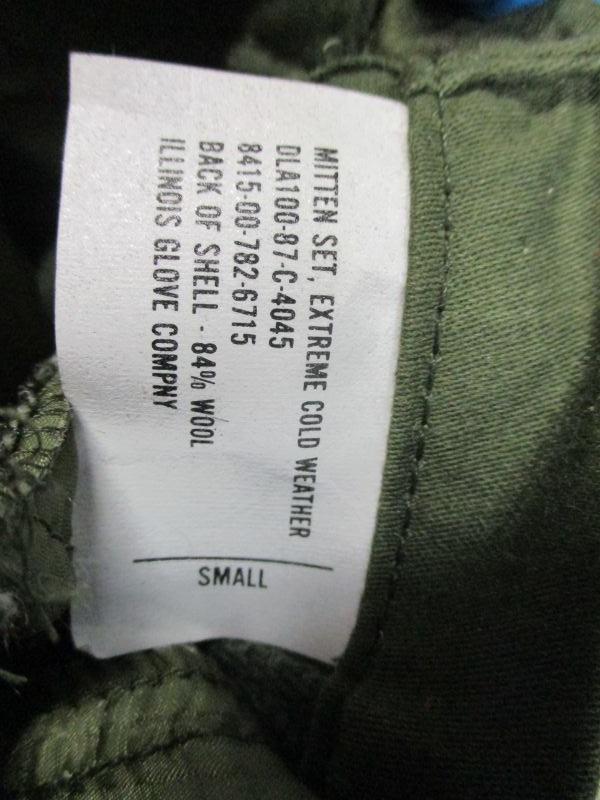 MITTEN SET, EXTREME COLD WEATHER
DLA100-87-C-4045
8415-00-782-6715
BACK OF SHELL - 84% WOOL
ILLINOIS GLOVE COMPNY
SMALL